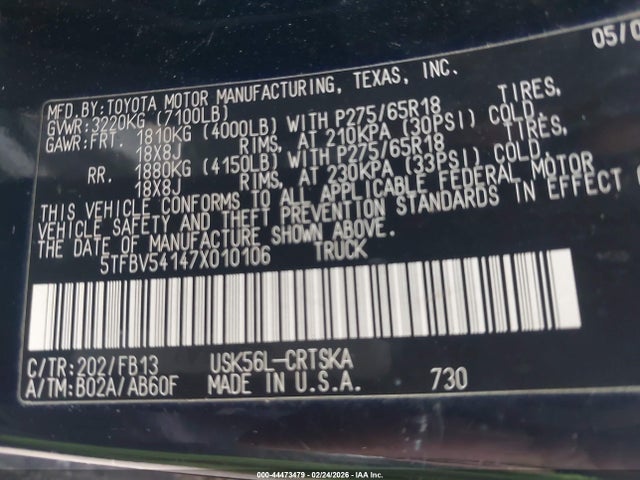 05/0
MFD.BY:TOYOTA MOTOR MANUFACTURING, TEXAS, INC.
GVWR:3220KG (7100LB)
GAWR:FRT. 1810KG (4000LB) WITH P275/65R18 TIRES,
18X8J RIMS, AT 210KPA (30PSI) COLD.
RR. 1880KG (4150LB) WITH P275/65R18 TIRES,
18X8J RIMS, AT 230KPA (33PSI) COLD.
THIS VEHICLE CONFORMS TO ALL APPLICABLE FEDERAL MOTOR
VEHICLE SAFETY AND THEFT PREVENTION STANDARDS IN EFFECT
THE DATE OF MANUFACTURE SHOWN ABOVE.
5TFBV54147X010106 TRUCK
C/TR:202/FB13 USK56L-CRTSKA
A/TM:B02A/AB60F MADE IN U.S.A. 730
000-44473479 - 02/24/2026 - IAA Inc.